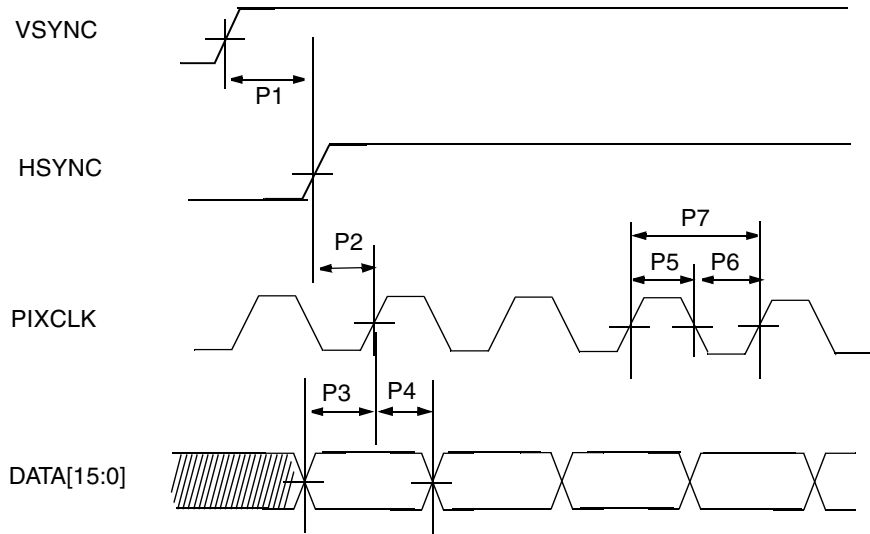 VSYNC
P1
HSYNC
P2
P7
P5
P6
PIXCLK
P3
P4
DATA[15:0]